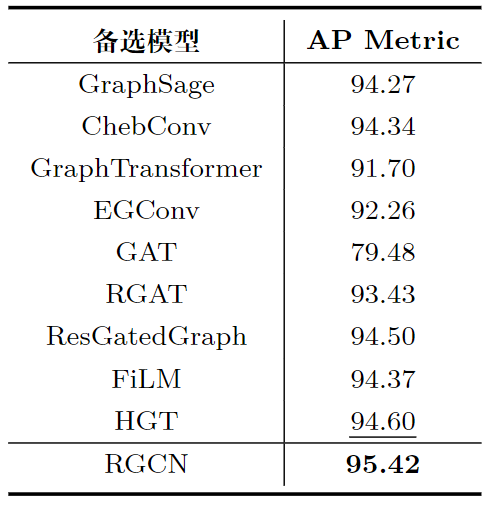 备选模型 AP Metric
GraphSage 94.27
ChebConv 94.34
GraphTransformer 91.70
EGConv 92.26
GAT 79.48
RGAT 93.43
ResGatedGraph 94.50
FiLM 94.37
HGT 94.60
RGCN 95.42